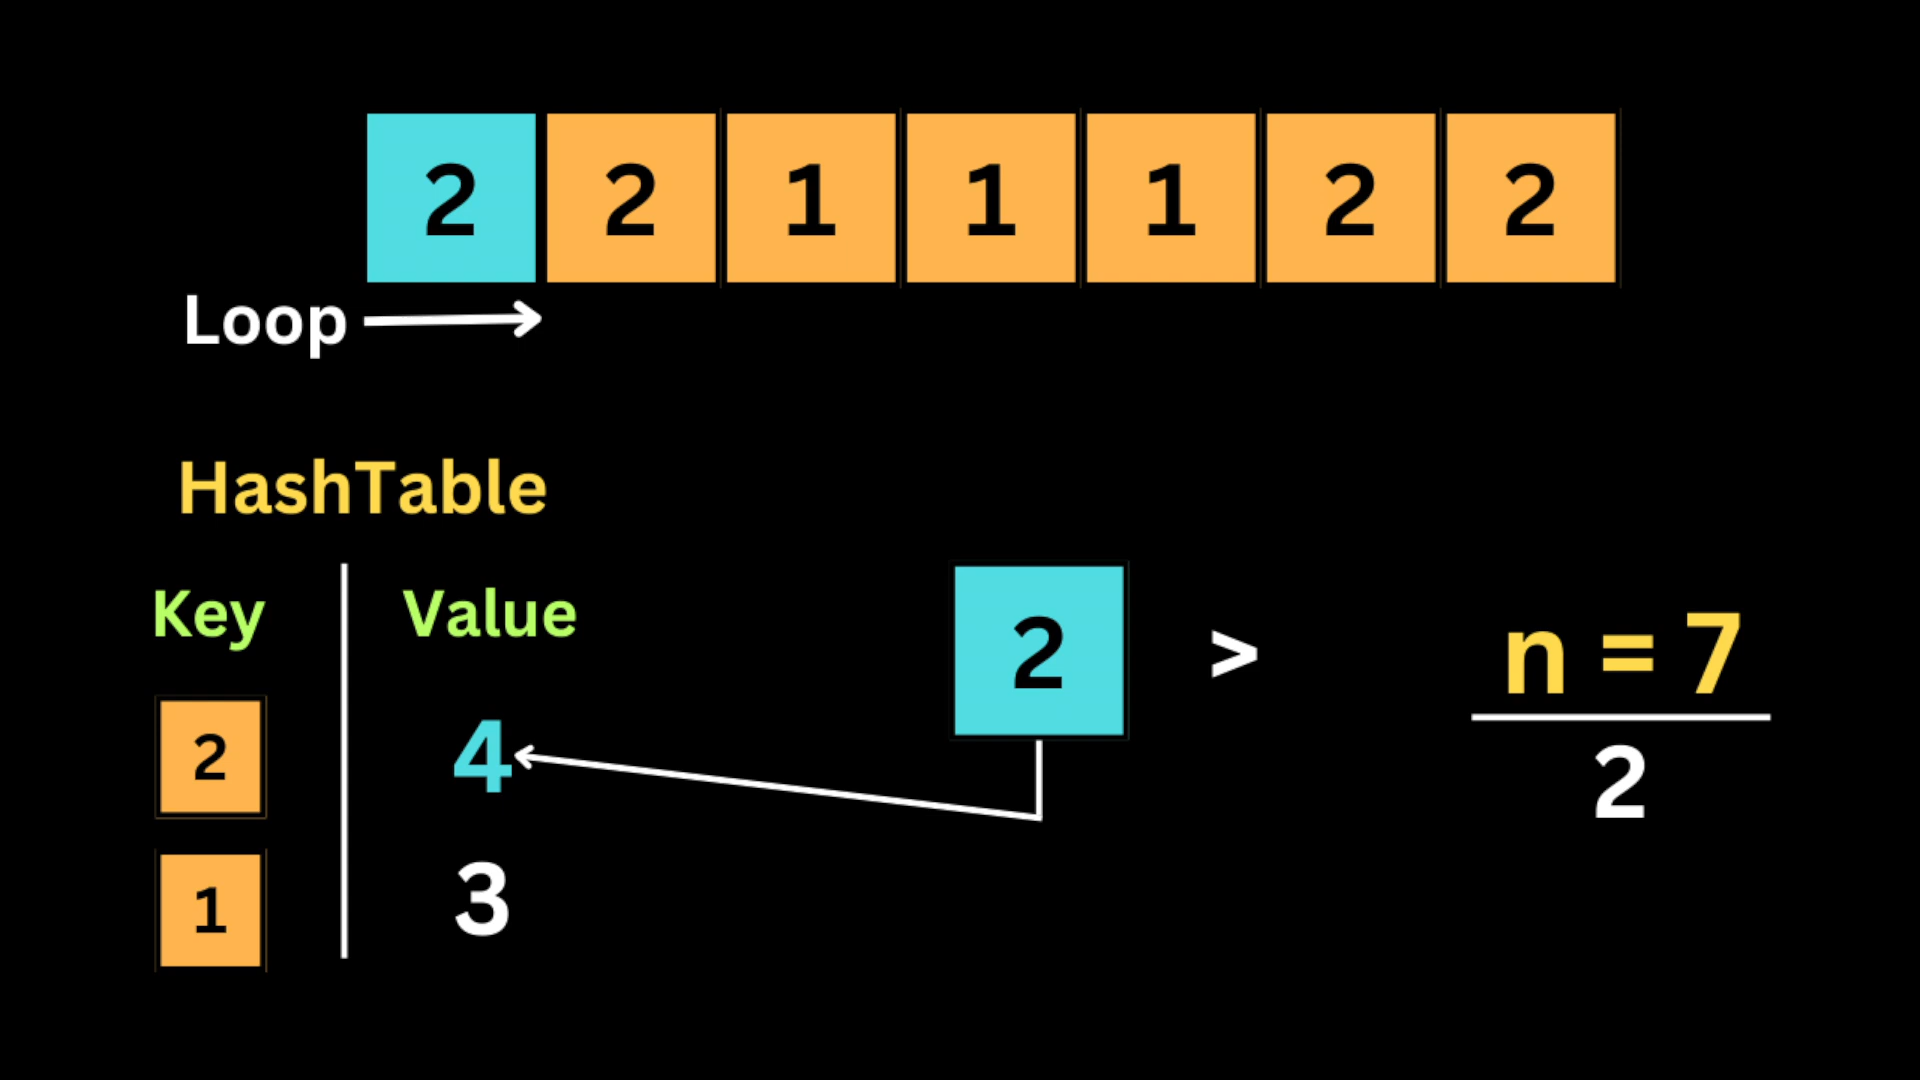 2 2 1 1 1 2 2
Loop
HashTable
Key Value
2 4
1 3
2 > n = 7
2